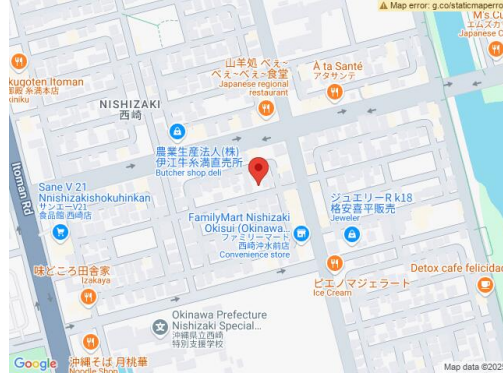 Map error: g.co/staticmaperro
M's Cu
エムズカ
Japanese C
山羊処 べぇ~
べぇ~べぇ~食堂
Japanese regional
restaurant
À ta Santé
アタサンテ
kugoten Itoman
糸満本店
kiniku
NISHIZAKI
西崎
農業生産法人(株)
伊江牛糸満直売所
Butcher shop deli
Itoman Rd
Sane V 21
Nnishizakishokuhinkan
サンエーV21
食品館 西崎店
ジュエリーR k18
格安喜平販売
Jeweler
FamilyMart Nishizaki
Okisui (Okinawa...
ファミリーマート
西崎沖水前店
Convenience store
味どころ田舎家
Izakaya
ピエノマジェラート
Ice Cream
Detox cafe felicidad
Okinawa Prefecture
Nishizaki Special...
沖縄県立西崎
特別支援学校
沖縄そば 月桃華
Noodle Shop
Google
Map data ©202